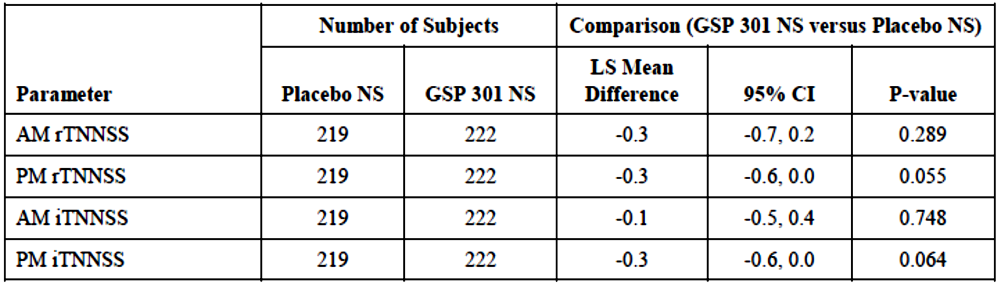 Number of Subjects Comparison (GSP 301 NS versus Placebo NS)
Parameter Placebo NS GSP 301 NS LS Mean Difference 95% CI P-value
AM rTNNSS 219 222 -0.3 -0.7, 0.2 0.289
PM rTNNSS 219 222 -0.3 -0.6, 0.0 0.055
AM iTNNSS 219 222 -0.1 -0.5, 0.4 0.748
PM iTNNSS 219 222 -0.3 -0.6, 0.0 0.064